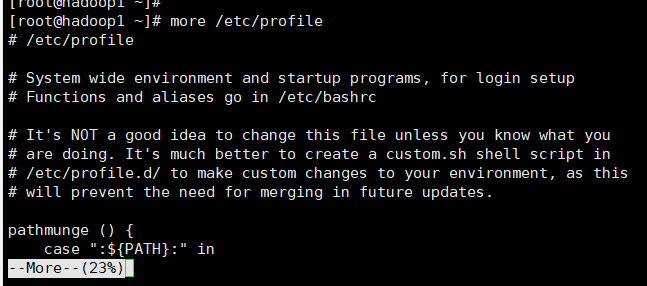 [root@hadoop1 ~]#
[root@hadoop1 ~]# more /etc/profile
# /etc/profile

# System wide environment and startup programs, for login setup
# Functions and aliases go in /etc/bashrc

# It's NOT a good idea to change this file unless you know what you
# are doing. It's much better to create a custom.sh shell script in
# /etc/profile.d/ to make custom changes to your environment, as this
# will prevent the need for merging in future updates.

pathmunge () {
    case ":${PATH}:" in
--More--(23%)